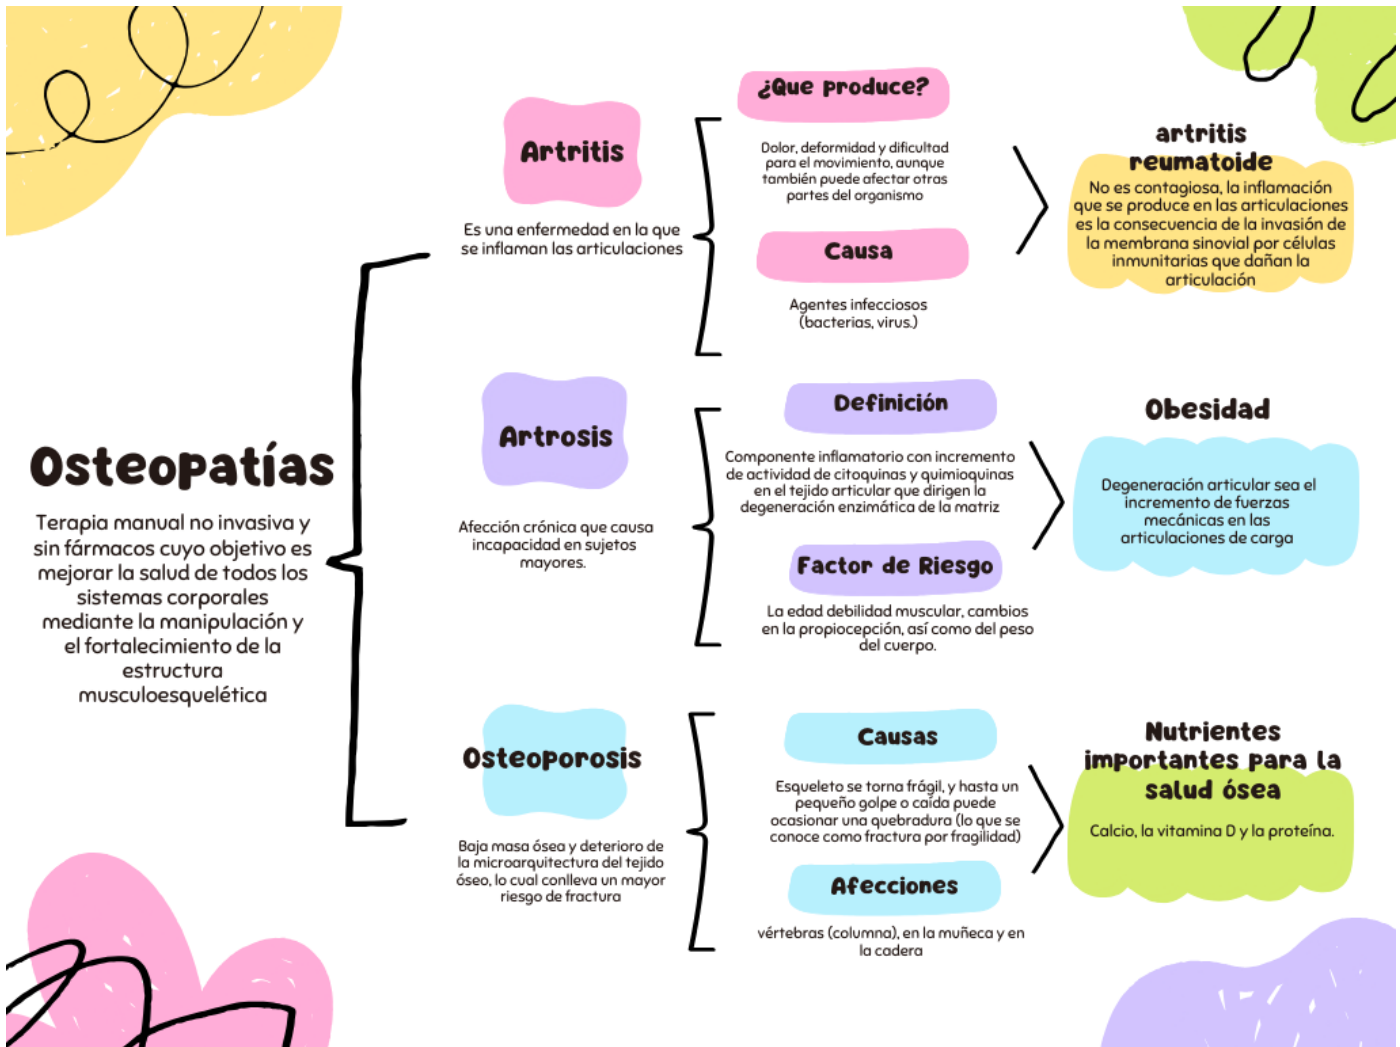 Osteopatías
Terapia manual no invasiva y
sin fármacos cuyo objetivo es
mejorar la salud de todos los
sistemas corporales
mediante la manipulación y
el fortalecimiento de la
estructura
musculoesquelética
Artritis
Es una enfermedad en la que
se inflaman las articulaciones
¿Que produce?
Dolor, deformidad y dificultad
para el movimiento, aunque
también puede afectar otras
partes del organismo
Causa
Agentes infecciosos
(bacterias, virus.)
artritis
reumatoide
No es contagiosa, la inflamación
que se produce en las articulaciones
es la consecuencia de la invasión de
la membrana sinovial por células
inmunitarias que dañan la
articulación
Artrosis
Afección crónica que causa
incapacidad en sujetos
mayores.
Definición
Componente inflamatorio con incremento
de actividad de citoquinas y quimioquinas
en el tejido articular que dirigen la
degeneración enzimática de la matriz
Factor de Riesgo
La edad debilidad muscular, cambios
en la propiocepción, así como del peso
del cuerpo.
Obesidad
Degeneración articular sea el
incremento de fuerzas
mecánicas en las
articulaciones de carga
Osteoporosis
Baja masa ósea y deterioro de
la microarquitectura del tejido
óseo, lo cual conlleva un mayor
riesgo de fractura
Causas
Esqueleto se torna frágil, y hasta un
pequeño golpe o caída puede
ocasionar una quebradura (lo que se
conoce como fractura por fragilidad)
Afecciones
vértebras (columna), en la muñeca y en
la cadera
Nutrientes
importantes para la
salud ósea
Calcio, la vitamina D y la proteína.